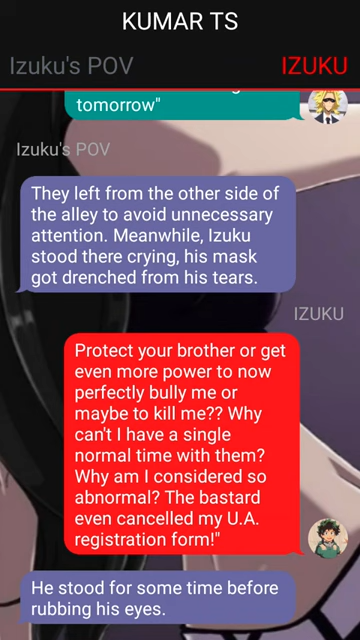 KUMAR TS
Izuku's POV
IZUKU
tomorrow"
Izuku's POV
They left from the other side of
the alley to avoid unnecessary
attention. Meanwhile, Izuku
stood there crying, his mask
got drenched from his tears.
IZUKU
Protect your brother or get
even more power to now
perfectly bully me or
maybe to kill me?? Why
can't I have a single
normal time with them?
Why am I considered so
abnormal? The bastard
even cancelled my U.A.
registration form!"
He stood for some time before
rubbing his eyes.